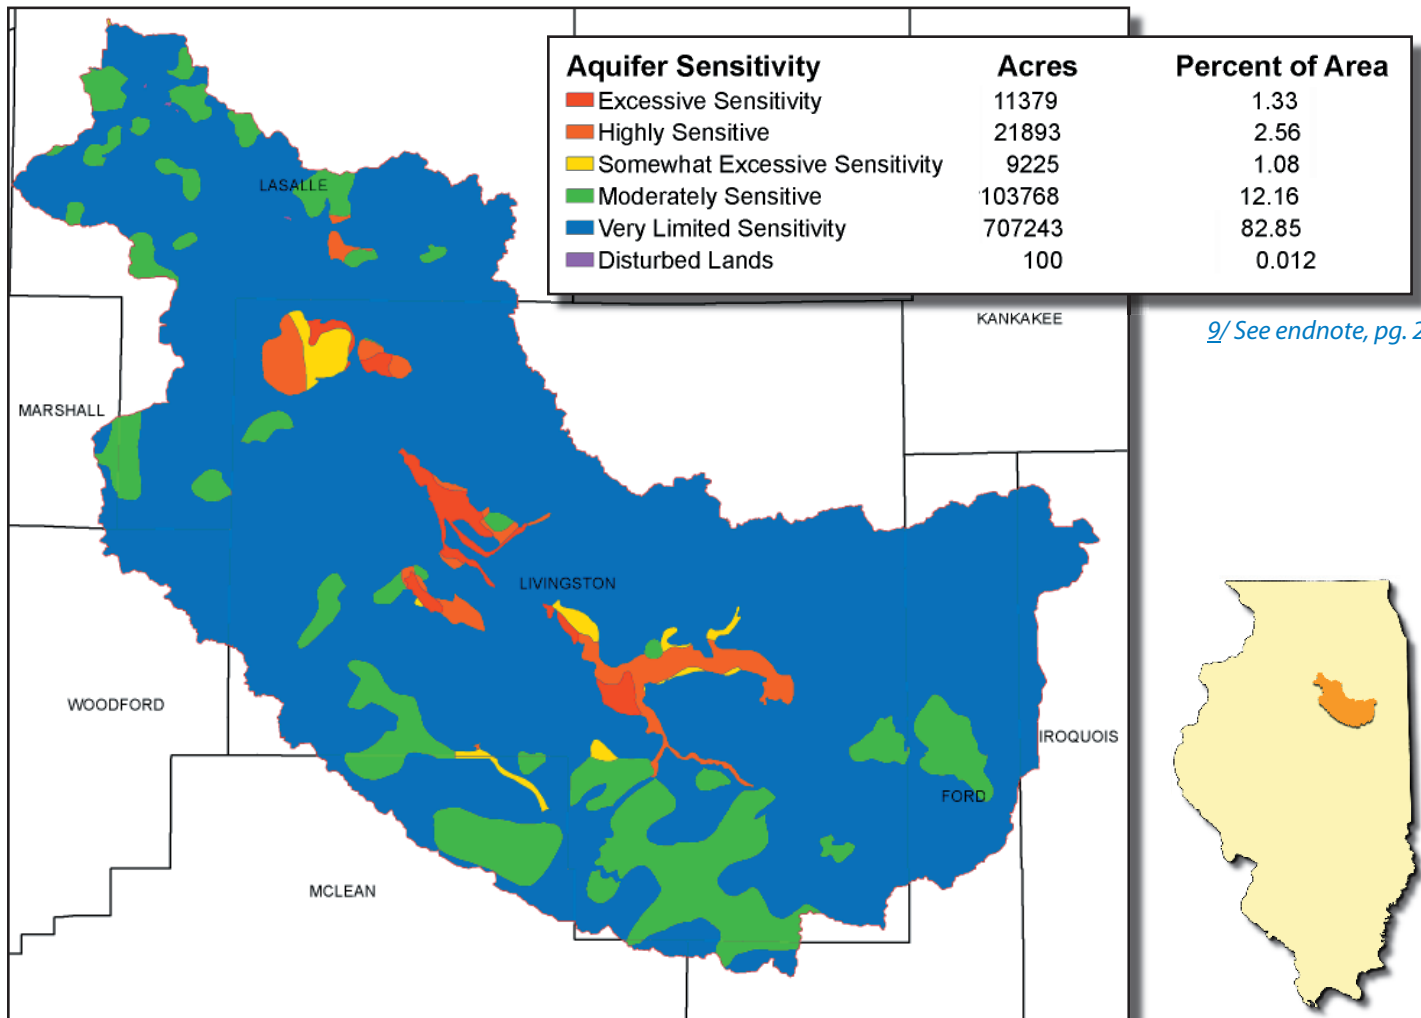 Aquifer Sensitivity Acres Percent of Area
Excessive Sensitivity 11379 1.33
Highly Sensitive 21893 2.56
Somewhat Excessive Sensitivity 9225 1.08
Moderately Sensitive 103768 12.16
Very Limited Sensitivity 707243 82.85
Disturbed Lands 100 0.012
LASALLE
KANKAKEE
9/ See endnote, pg. 2
MARSHALL
LIVINGSTON
WOODFORD
IROQUOIS
FORD
MCLEAN